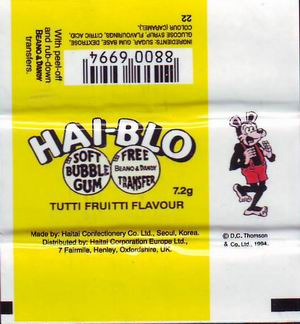 22
INGREDIENTS: SUGAR, GUM BASE, DEXTROSE,
GLUCOSE SYRUP, FLAVOURINGS, CITRIC ACID,
COLOUR (CARAMEL).
8800 6994
With peel-off
and rub-down
BEANO & DANDY
transfers.
HAI-BLO
SOFT BUBBLE GUM
FREE BEANO & DANDY TRANSFER
7.2g
TUTTI FRUITTI FLAVOUR
Made by: Haitai Confectionery Co. Ltd., Seoul, Korea.
Distributed by: Haitai Corporation Europe Ltd.,
7 Fairmile, Henley, Oxfordshire, UK.
© D.C. Thomson
& Co. Ltd., 1994.